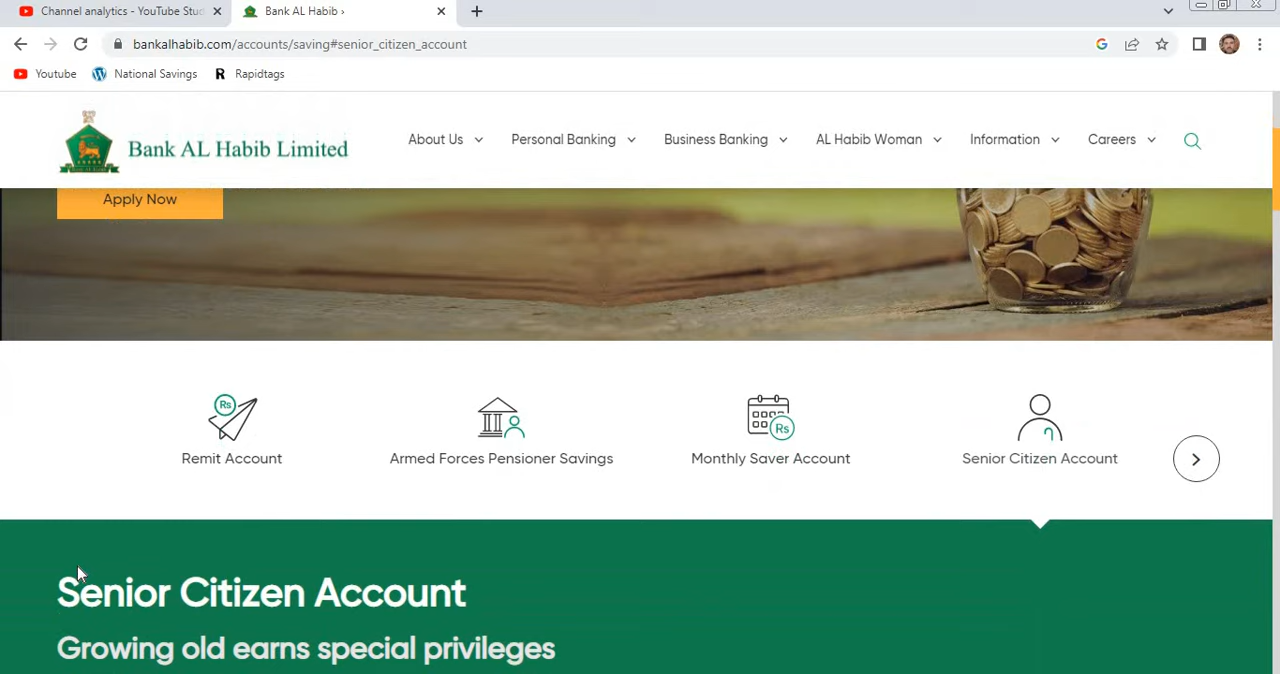 Channel analytics - YouTube Stud
Bank AL Habib ›
bankalhabib.com/accounts/saving#senior_citizen_account
Youtube National Savings R Rapidtags
Bank AL Habib Limited
About Us Personal Banking Business Banking AL Habib Woman Information Careers
Apply Now
Rs
Rs
Remit Account Armed Forces Pensioner Savings Monthly Saver Account Senior Citizen Account
Senior Citizen Account
Growing old earns special privileges